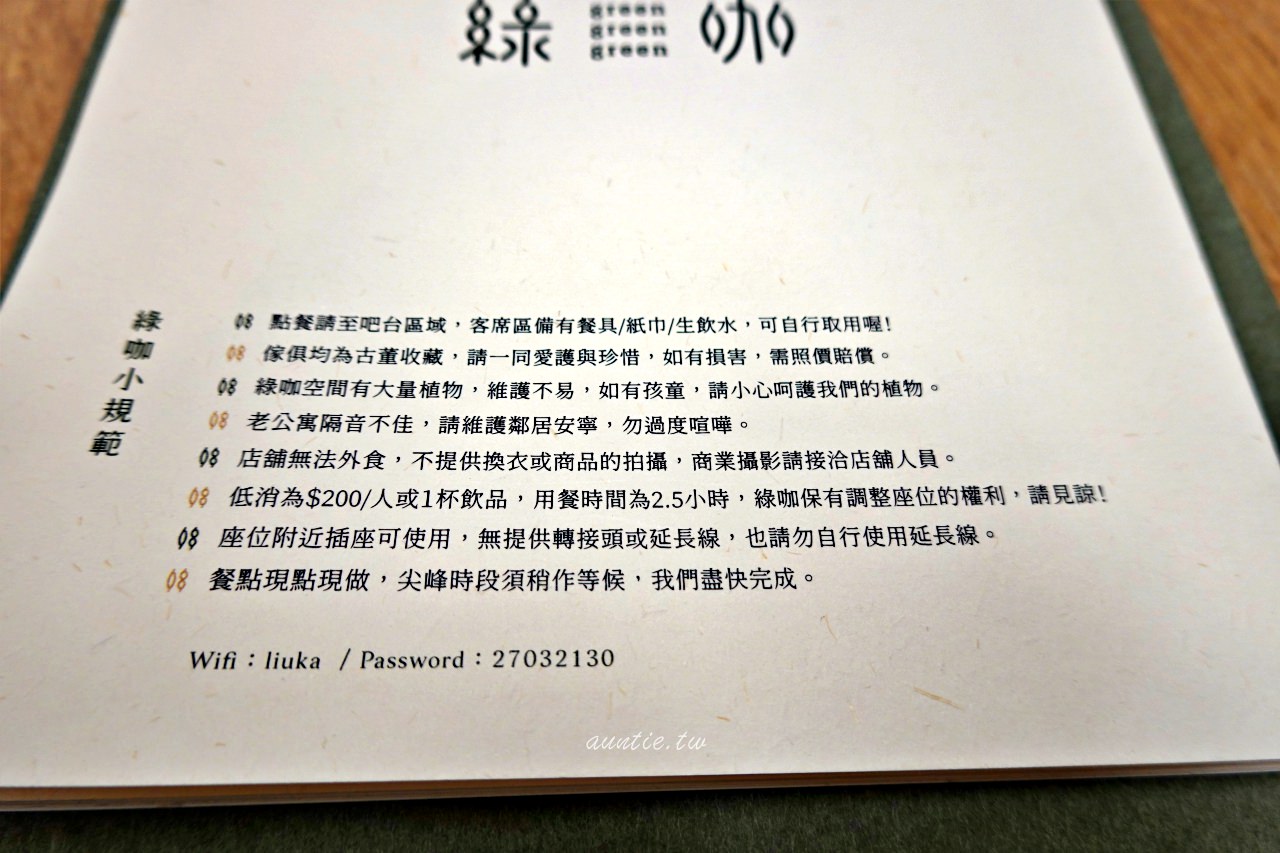 綠 green 咖
green
green
綠咖小規範
點餐請至吧台區域，客席區備有餐具/紙巾/生飲水，可自行取用喔！
傢俱均為古董收藏，請一同愛護與珍惜，如有損害，需照價賠償。
綠咖空間有大量植物，維護不易，如有孩童，請小心呵護我們的植物。
老公寓隔音不佳，請維護鄰居安寧，勿過度喧嘩。
店舖無法外食，不提供換衣或商品的拍攝，商業攝影請接洽店舖人員。
低消為$200/人或1杯飲品，用餐時間為2.5小時，綠咖保有調整座位的權利，請見諒！
座位附近插座可使用，無提供轉接頭或延長線，也請勿自行使用延長線。
餐點現點現做，尖峰時段須稍作等候，我們盡快完成。
Wifi：liuka / Password：27032130
auntie.tw